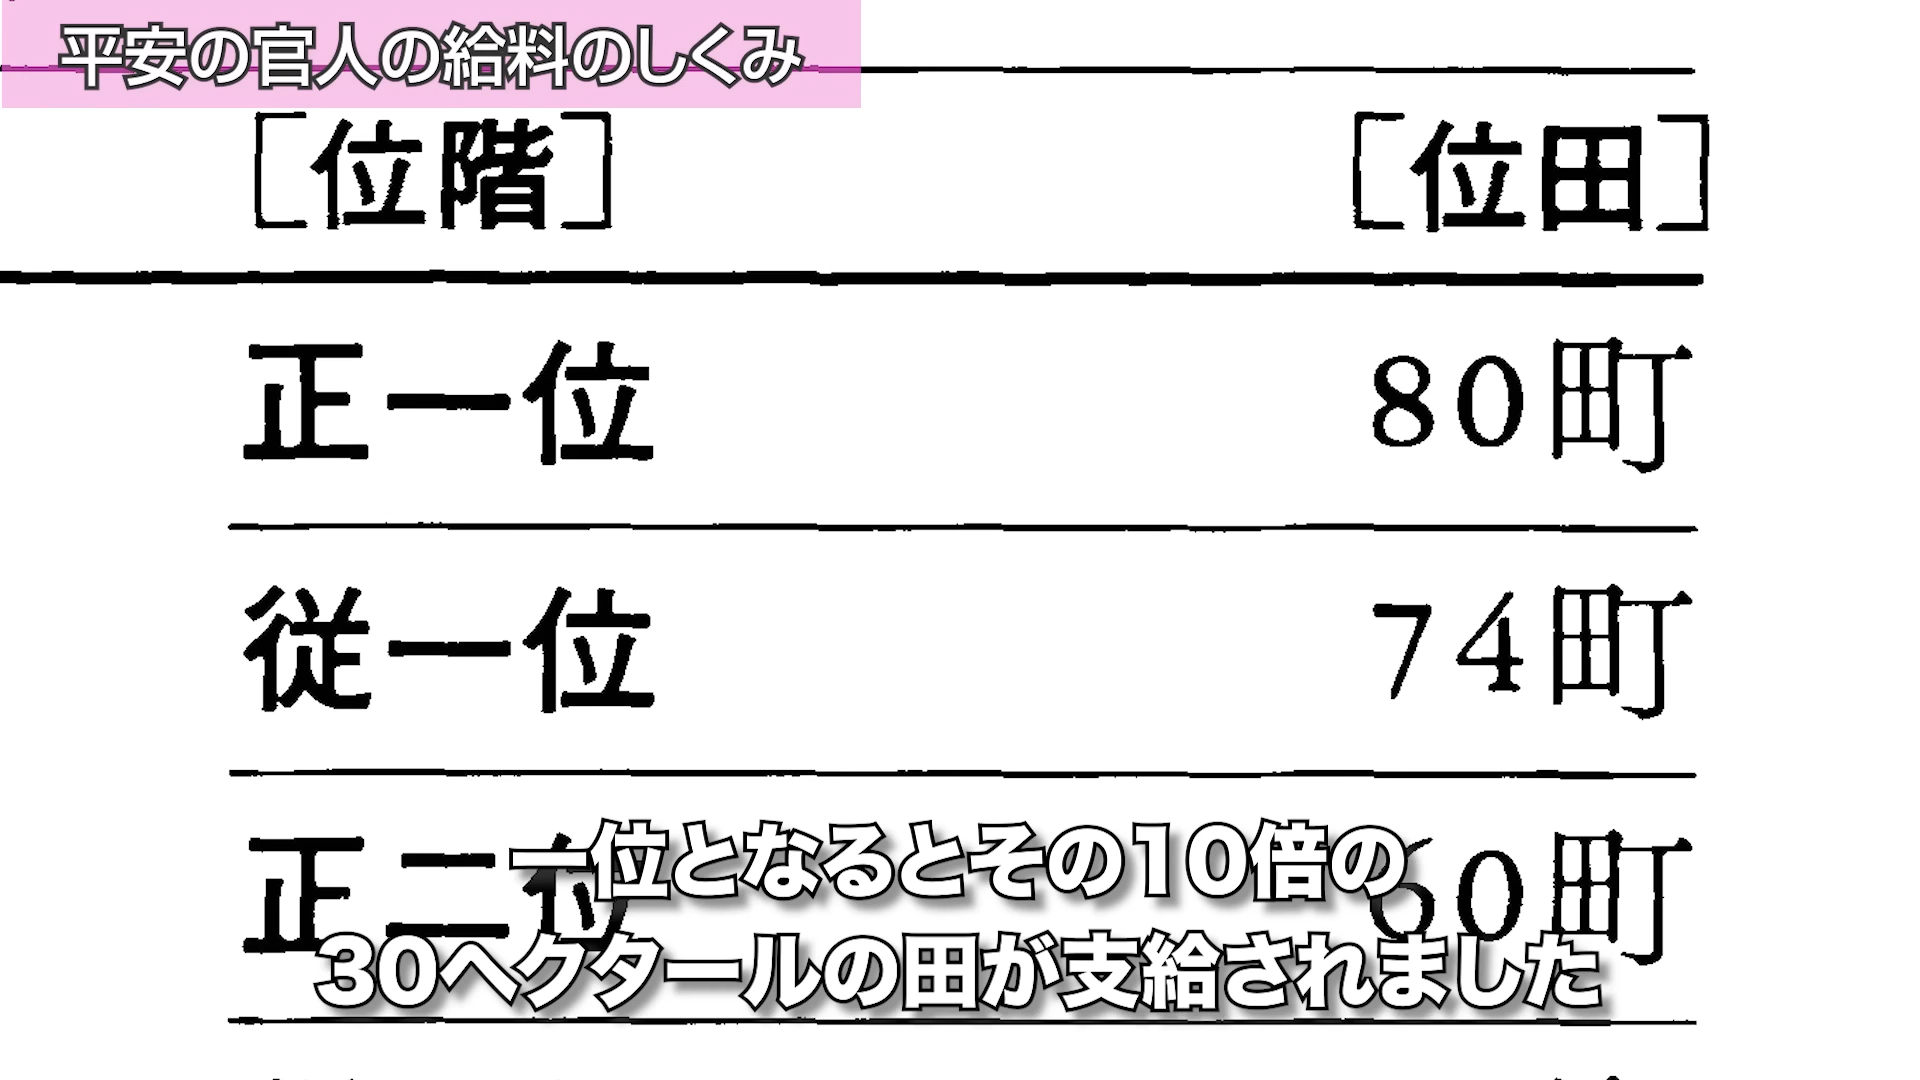 平安の官人の給料のしくみ
［位階］ ［位田］
正一位 80町
従一位 74町
正二位 60町
一位となるとその10倍の
30ヘクタールの田が支給されました